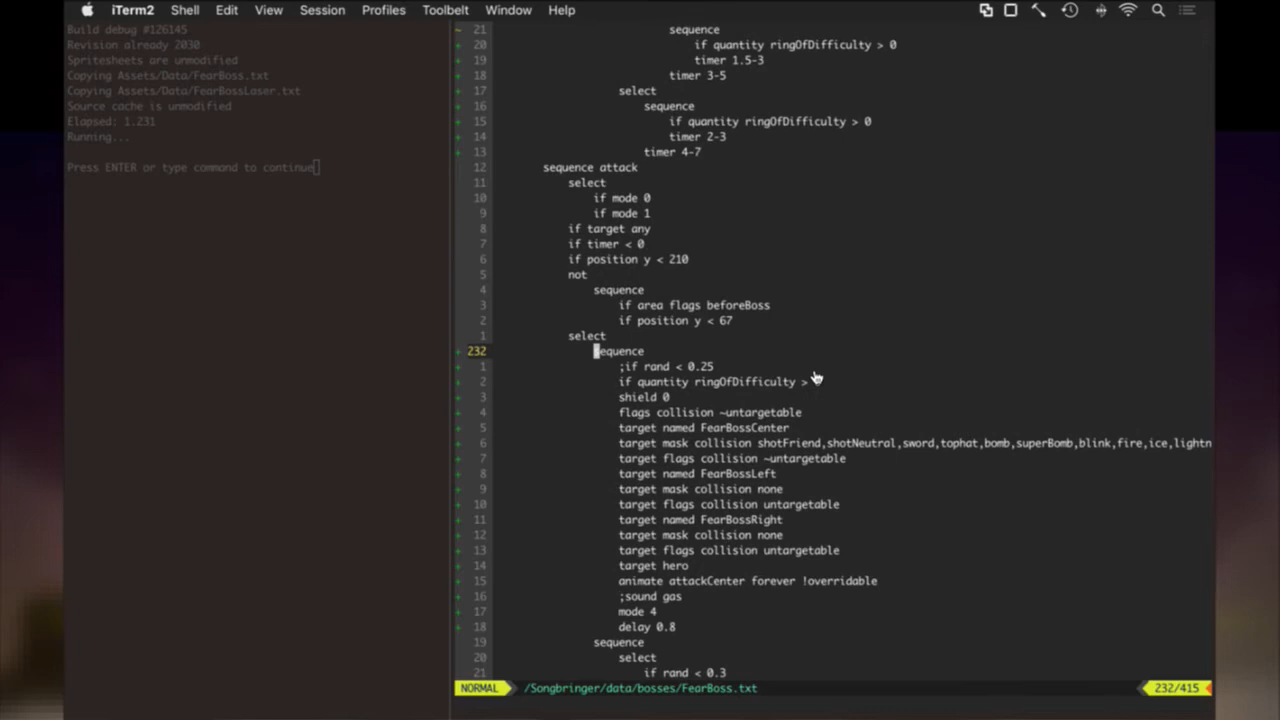 iTerm2 Shell Edit View Session Profiles Toolbelt Window Help
Build debug #126145
Revision already 2030
Spritesheets are unmodified
Copying Assets/Data/FearBoss.txt
Copying Assets/Data/FearBossLaser.txt
Source cache is unmodified
Elapsed: 1.231
Running...
Press ENTER or type command to continue
~ 21 sequence
+ 20 if quantity ringOfDifficulty > 0
+ 19 timer 1.5-3
+ 18 timer 3-5
+ 17 select
+ 16 sequence
+ 15 if quantity ringOfDifficulty > 0
+ 14 timer 2-3
+ 13 timer 4-7
12 sequence attack
11 select
10 if mode 0
9 if mode 1
8 if target any
7 if timer < 0
6 if position y < 210
5 not
4 sequence
3 if area flags beforeBoss
2 if position y < 67
1 select
+ 232 equence
+ 1 ;if rand < 0.25
+ 2 if quantity ringOfDifficulty >
+ 3 shield 0
+ 4 flags collision ~untargetable
+ 5 target named FearBossCenter
+ 6 target mask collision shotFriend,shotNeutral,sword,tophat,bomb,superBomb,blink,fire,ice,lightn
+ 7 target flags collision ~untargetable
+ 8 target named FearBossLeft
+ 9 target mask collision none
+ 10 target flags collision untargetable
+ 11 target named FearBossRight
+ 12 target mask collision none
+ 13 target flags collision untargetable
+ 14 target hero
+ 15 animate attackCenter forever !overridable
+ 16 ;sound gas
+ 17 mode 4
+ 18 delay 0.8
19 sequence
20 select
21 if rand < 0.3
NORMAL /Songbringer/data/bosses/FearBoss.txt 232/415